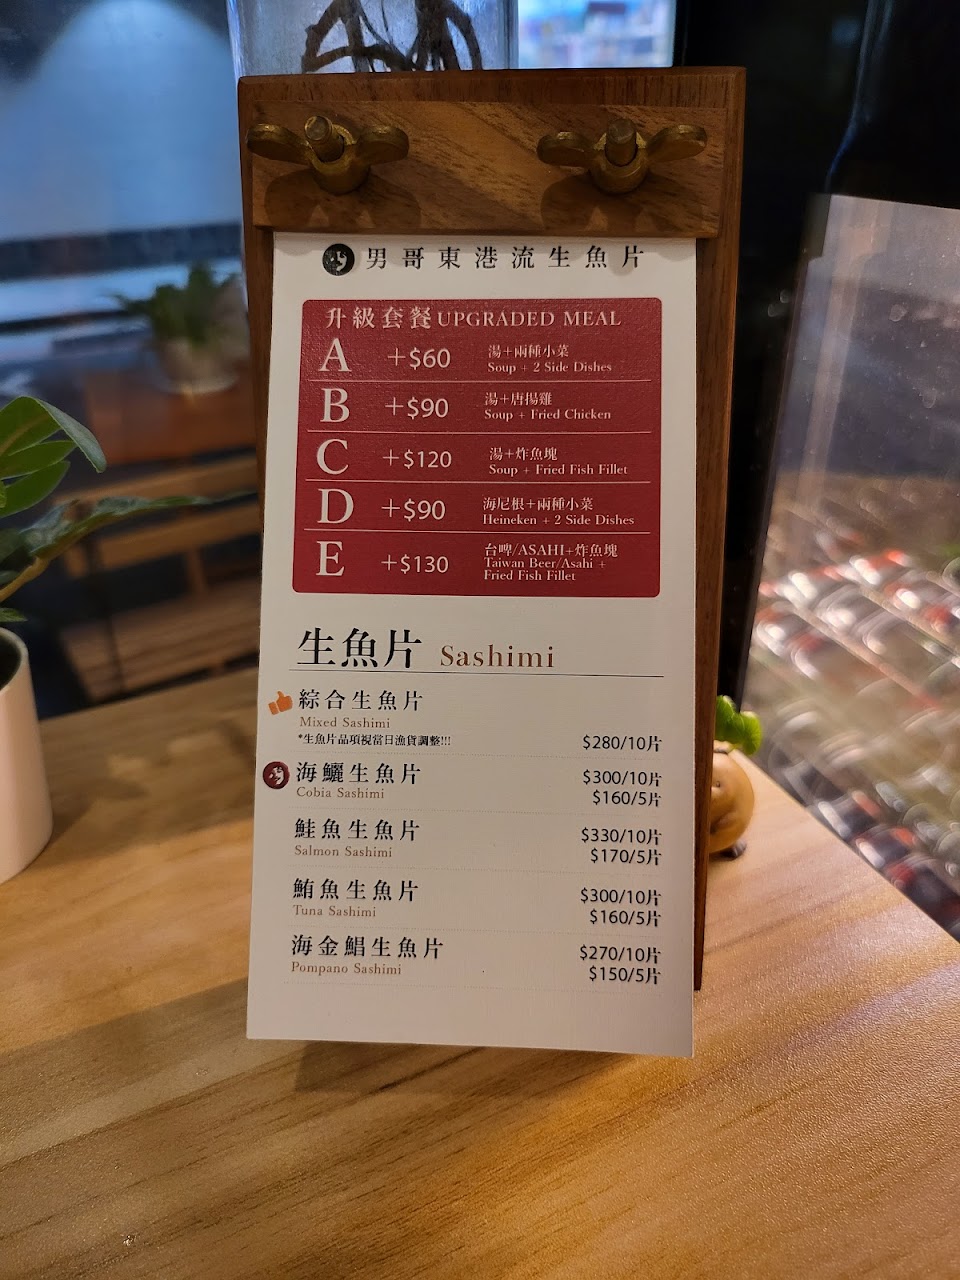 男哥東港流生魚片
升級套餐 UPGRADED MEAL
A +$60 湯+兩種小菜
Soup + 2 Side Dishes
B +$90 湯+唐揚雞
Soup + Fried Chicken
C +$120 湯+炸魚塊
Soup + Fried Fish Fillet
D +$90 海尼根+兩種小菜
Heineken + 2 Side Dishes
E +$130 台啤/ASAHI+炸魚塊
Taiwan Beer/Asahi +
Fried Fish Fillet
生魚片 Sashimi
綜合生魚片
Mixed Sashimi
*生魚片品項視當日漁貨調整!!! $280/10片
海鱺生魚片 $300/10片
Cobia Sashimi $160/5片
鮭魚生魚片 $330/10片
Salmon Sashimi $170/5片
鮪魚生魚片 $300/10片
Tuna Sashimi $160/5片
海金鯧生魚片 $270/10片
Pompano Sashimi $150/5片